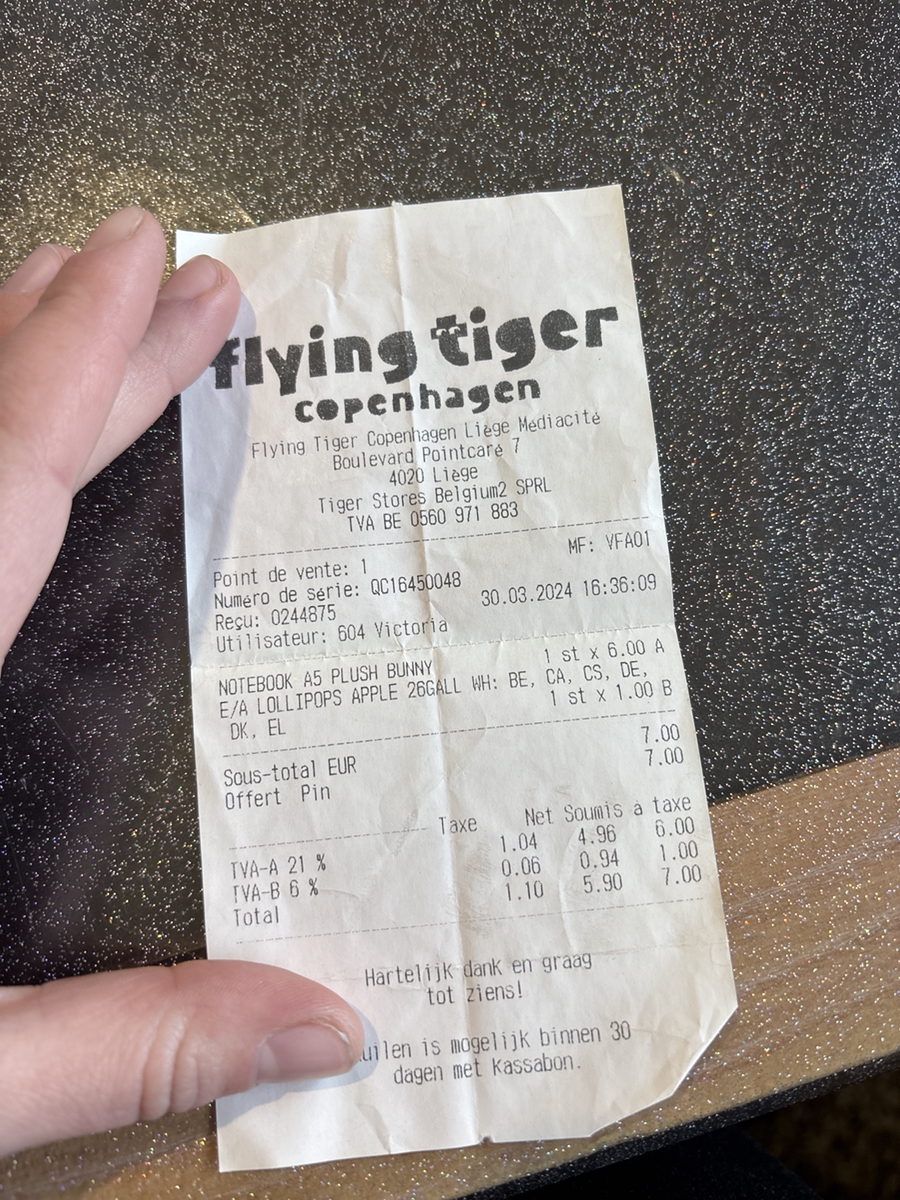 flying tiger
copenhagen
Flying Tiger Copenhagen Liège Médiacité
Boulevard Pointcaré 7
4020 Liège
Tiger Stores Belgium2 SPRL
TVA BE 0560 971 883
MF: VFA01
Point de vente: 1
Numéro de série: QC16450048
Reçu: 0244875 30.03.2024 16:36:09
Utilisateur: 604 Victoria
NOTEBOOK A5 PLUSH BUNNY 1 st x 6.00 A
E/A LOLLIPOPS APPLE 26GALL WH: BE, CA, CS, DE,
DK, EL 1 st x 1.00 B
Sous-total EUR 7.00
Offert Pin 7.00
Taxe Net Soumis à taxe
TVA-A 21 % 1.04 4.96 6.00
TVA-B 6 % 0.06 0.94 1.00
Total 1.10 5.90 7.00
Hartelijk dank en graag
tot ziens!
is mogelijk binnen 30
dagen met Kassabon.